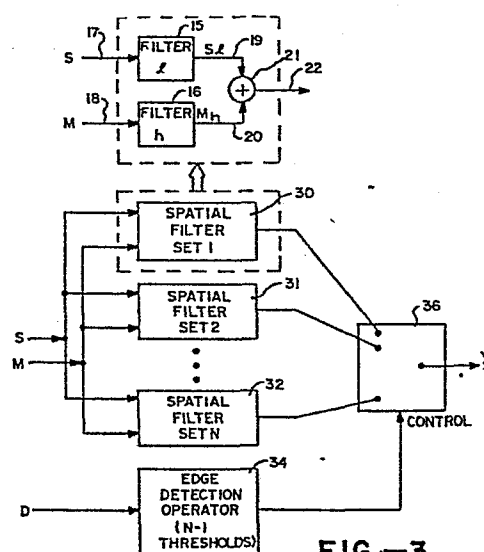 17
15
FILTER
l
Sl
19
21
22
S
18
16
M
FILTER
h
Mh
20
+
30
SPATIAL
FILTER
SET 1
31
SPATIAL
FILTER
SET 2
36
S
M
32
SPATIAL
FILTER
SET N
CONTROL
34
D
EDGE
DETECTION
OPERATOR
(N-1
THRESHOLDS)
FIG.—3